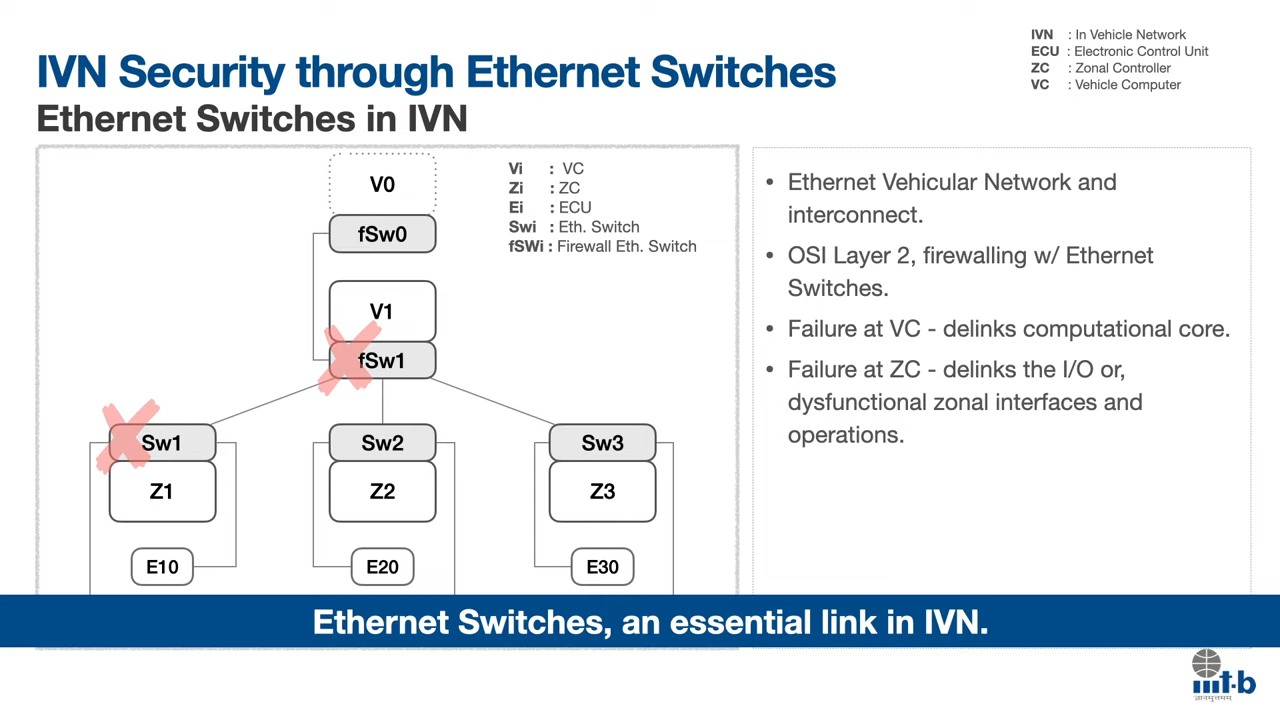 IVN Security through Ethernet Switches
Ethernet Switches in IVN
IVN : In Vehicle Network
ECU : Electronic Control Unit
ZC : Zonal Controller
VC : Vehicle Computer
V0
fSw0
V1
fSw1
Vi : VC
Zi : ZC
Ei : ECU
Swi : Eth. Switch
fSWi : Firewall Eth. Switch
Sw1
Sw2
Sw3
Z1
Z2
Z3
E10
E20
E30
• Ethernet Vehicular Network and
interconnect.
• OSI Layer 2, firewalling w/ Ethernet
Switches.
• Failure at VC - delinks computational core.
• Failure at ZC - delinks the I/O or,
dysfunctional zonal interfaces and
operations.
Ethernet Switches, an essential link in IVN.
iiit-b
ज्ञानमुत्तमम्